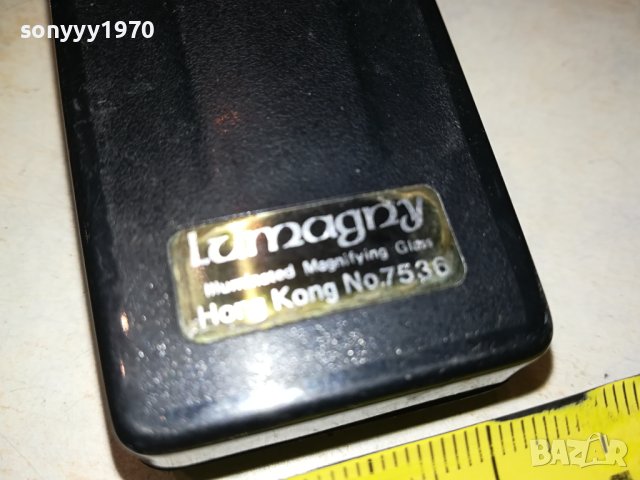 sonyyy1970
Lumagny
Illuminated Magnifying Glass
Hong Kong No.7536
BAZAR